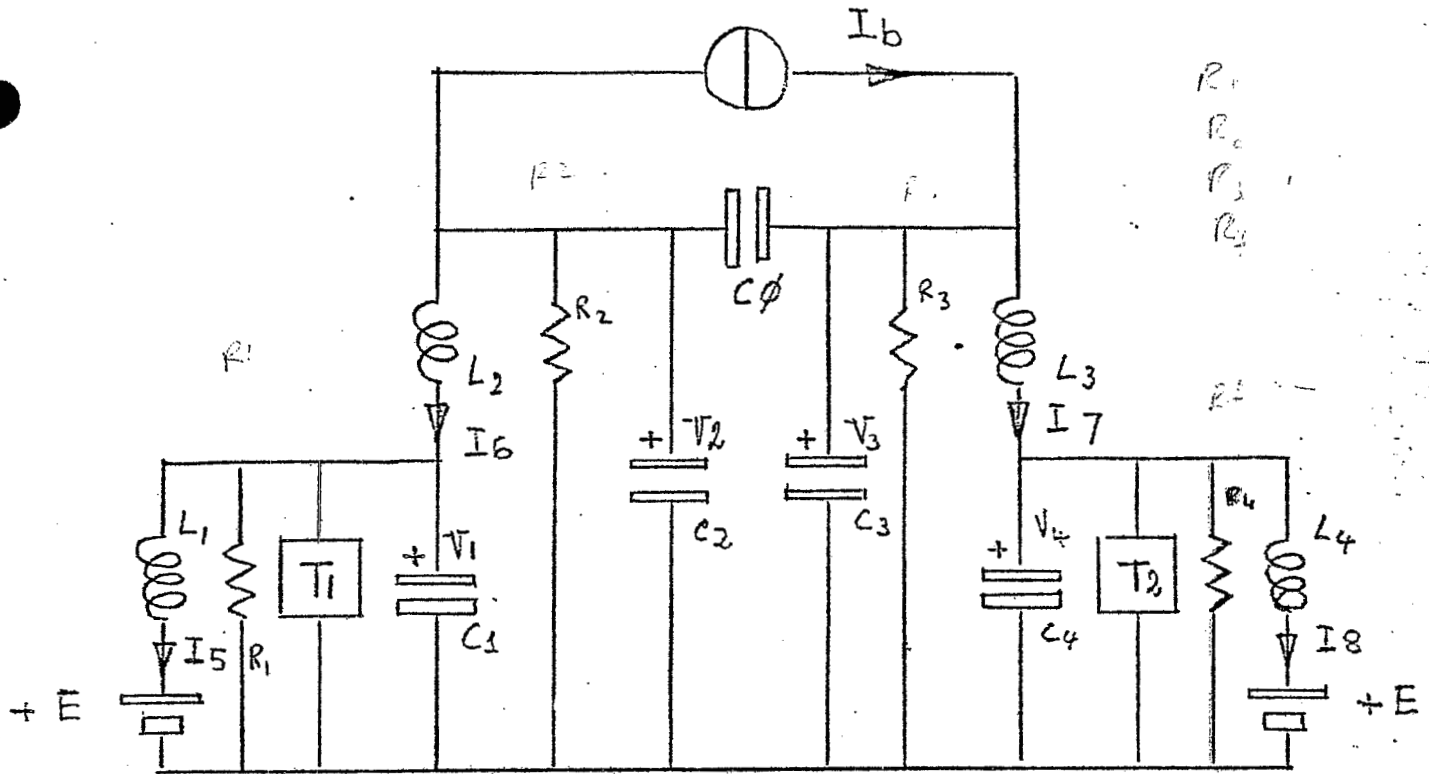 Ib
CØ
R2
R3
L2
L3
I6
I7
V2
V3
C2
C3
L1
R4
L4
T1
V1
V4
T2
C1
C4
I5
R1
I8
+ E
+ E
+
+
+
+